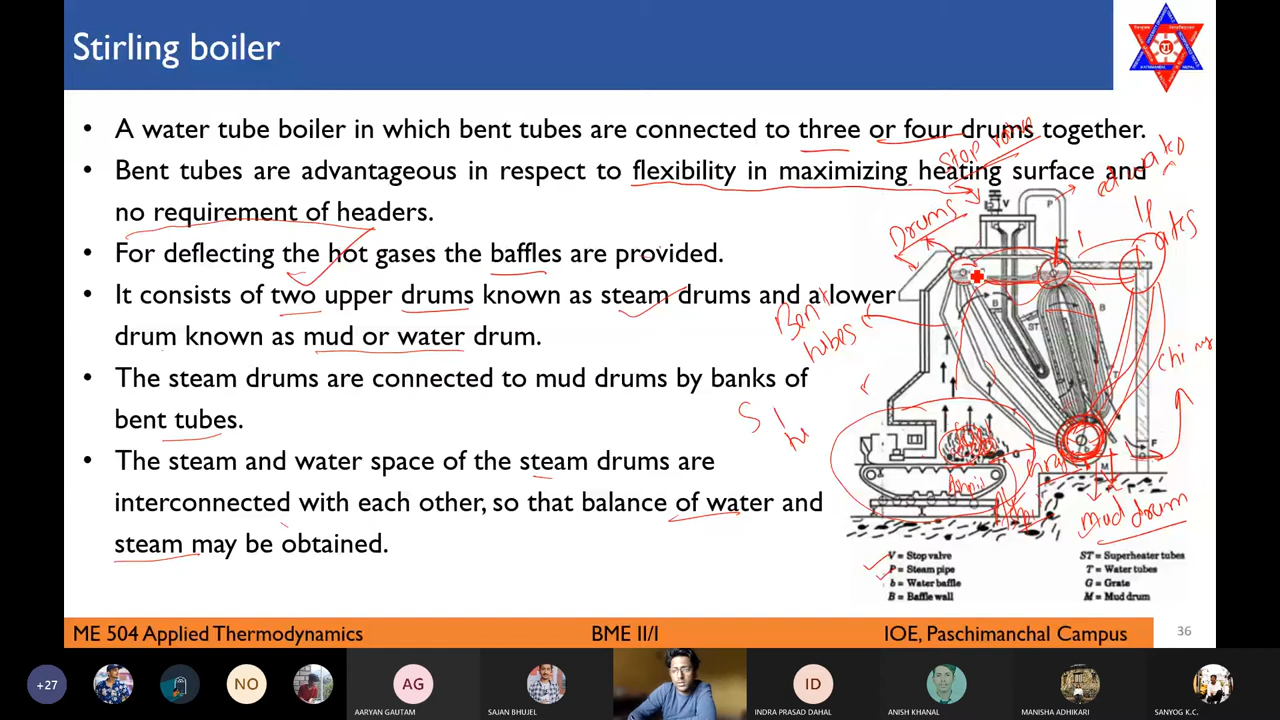 Stirling boiler
• A water tube boiler in which bent tubes are connected to three or four drums together.
• Bent tubes are advantageous in respect to flexibility in maximizing heating surface and
no requirement of headers.
• For deflecting the hot gases the baffles are provided.
• It consists of two upper drums known as steam drums and a lower
drum known as mud or water drum.
• The steam drums are connected to mud drums by banks of
bent tubes.
• The steam and water space of the steam drums are
interconnected with each other, so that balance of water and
steam may be obtained.
Stop
Drums
V
P
B
B
ST
T
Bent
tubes
G
F
M
Mud drum
V = Stop valve
P = Steam pipe
b = Water baffle
B = Baffle wall
ST = Superheater tubes
T = Water tubes
G = Grate
M = Mud drum
ME 504 Applied Thermodynamics
BME II/I
IOE, Paschimanchal Campus
36
+27
NO
AG
ID
AARYAN GAUTAM
SAJAN BHUJEL
INDRA PRASAD DAHAL
ANISH KHANAL
MANISHA ADHIKARI
SANYOG K.C.